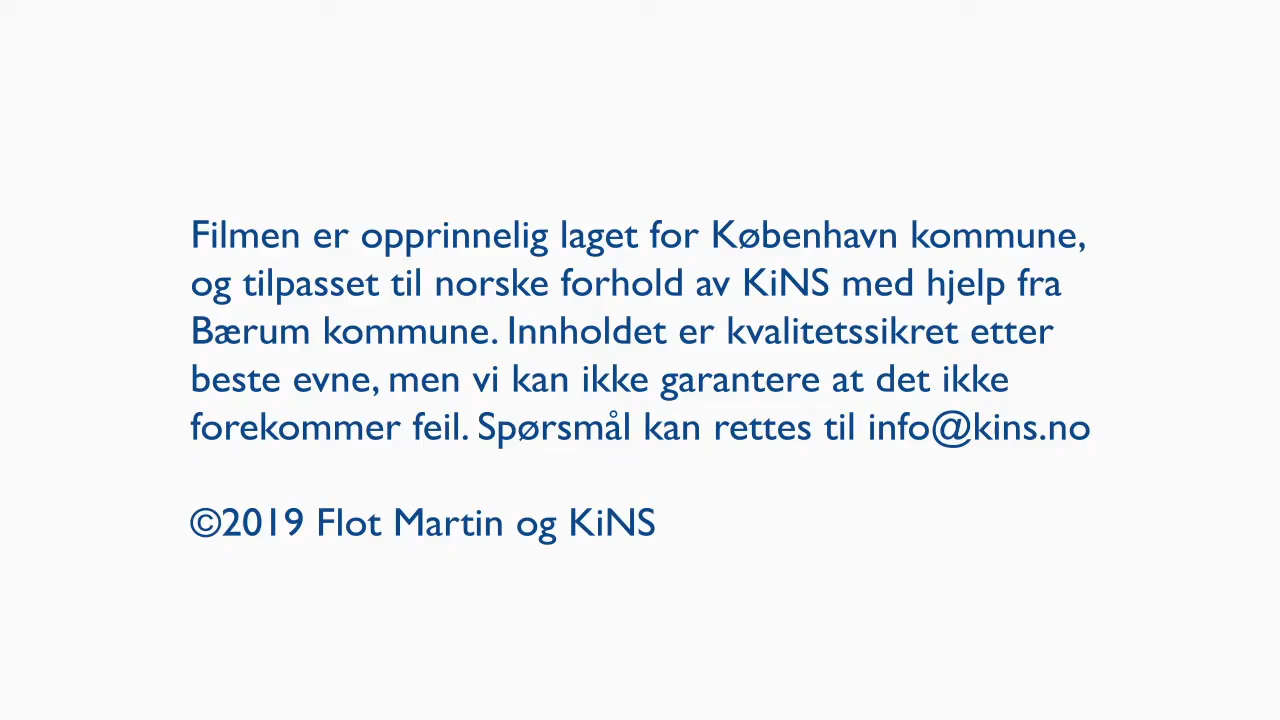 Filmen er opprinnelig laget for København kommune,
og tilpasset til norske forhold av KiNS med hjelp fra
Bærum kommune. Innholdet er kvalitetssikret etter
beste evne, men vi kan ikke garantere at det ikke
forekommer feil. Spørsmål kan rettes til info@kins.no
©2019 Flot Martin og KiNS